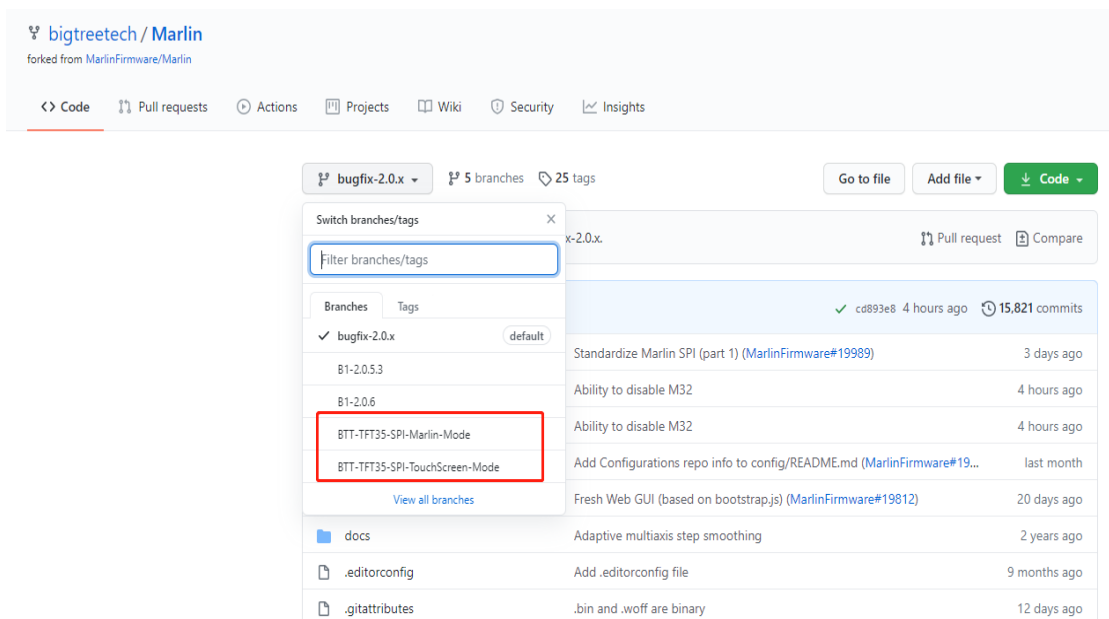 bigtreetech / Marlin
forked from MarlinFirmware/Marlin
<> Code Pull requests Actions Projects Wiki Security Insights
bugfix-2.0.x 5 branches 25 tags Go to file Add file Code
Switch branches/tags
x-2.0.x. Pull request Compare
Filter branches/tags
Branches Tags
cd893e8 4 hours ago 15,821 commits
bugfix-2.0.x default
Standardize Marlin SPI (part 1) (MarlinFirmware#19989) 3 days ago
B1-2.0.5.3
Ability to disable M32 4 hours ago
B1-2.0.6
BTT-TFT35-SPI-Marlin-Mode
Ability to disable M32 4 hours ago
BTT-TFT35-SPI-TouchScreen-Mode
Add Configurations repo info to config/README.md (MarlinFirmware#19... last month
View all branches
Fresh Web GUI (based on bootstrap.js) (MarlinFirmware#19812) 20 days ago
docs Adaptive multiaxis step smoothing 2 years ago
.editorconfig Add .editorconfig file 9 months ago
.gitattributes .bin and .woff are binary 12 days ago